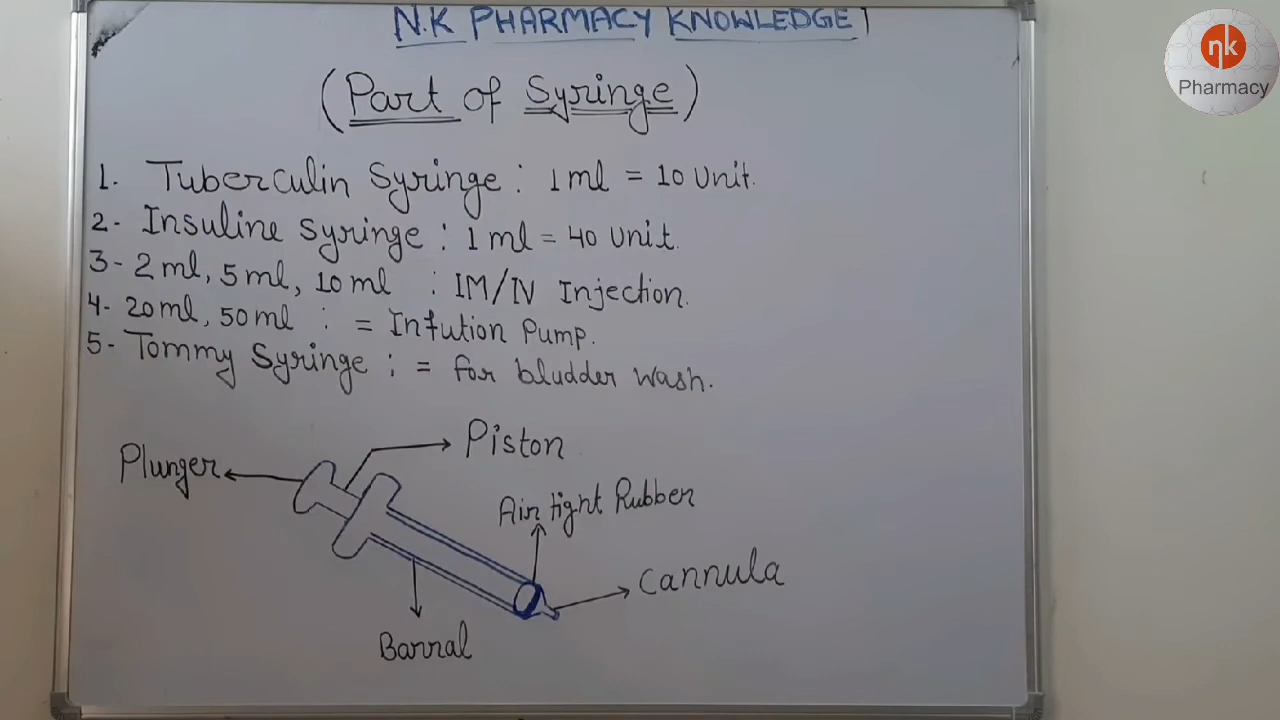 N.K PHARMACY KNOWLEDGE
nk
Pharmacy
(Part of Syringe)
1. Tuberculin Syringe : 1 ml = 10 Unit.
2- Insuline Syringe : 1 ml = 40 Unit.
3- 2 ml, 5 ml, 10 ml : IM/IV Injection.
4- 20 ml, 50 ml : = Infution Pump.
5- Tommy Syringe : = for bludder wash.
Piston
Plunger
Air tight Rubber
Cannula
Barral